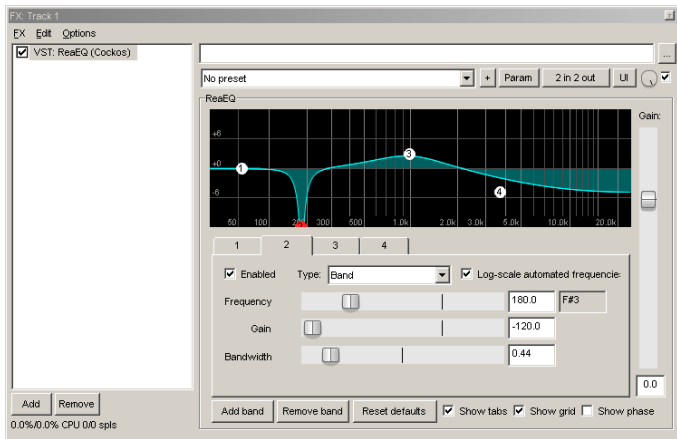 FX: Track 1
FX Edit Options
VST: ReaEQ (Cockos)
...
No preset + Param 2 in 2 out UI
ReaEQ
Gain:
+6
+0
-6
1 3 4
50 100 200 300 500 1.0k 2.0k 3.0k 5.0k 10.0k 20.0k
1 2 3 4
Enabled Type: Band Log-scale automated frequencies
Frequency 180.0 F#3
Gain -120.0
Bandwidth 0.44
0.0
Add Remove
Add band Remove band Reset defaults Show tabs Show grid Show phase
0.0%/0.0% CPU 0/0 spls